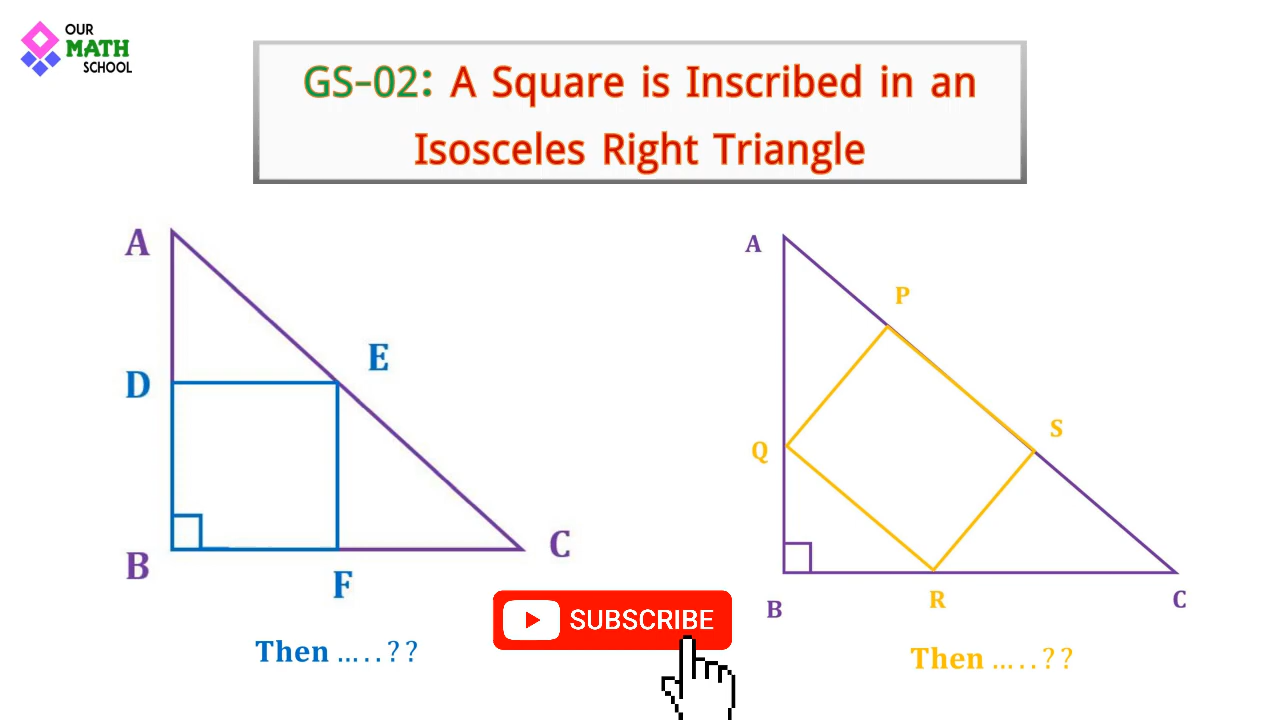 OUR
MATH
SCHOOL
GS-02: A Square is Inscribed in an
Isosceles Right Triangle
A
D
E
B
F
C
Then ... . . ? ?
A
P
Q
S
B
R
C
Then ... . . ? ?
SUBSCRIBE